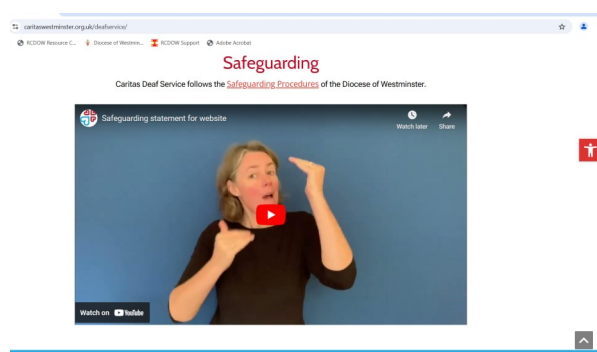 caritaswestminster.org.uk/deafservice/
RCDOW Resource C... Diocese of Westmin... RCDOW Support Adobe Acrobat
Safeguarding
Caritas Deaf Service follows the Safeguarding Procedures of the Diocese of Westminster.
Safeguarding statement for website
Watch later Share
Watch on YouTube